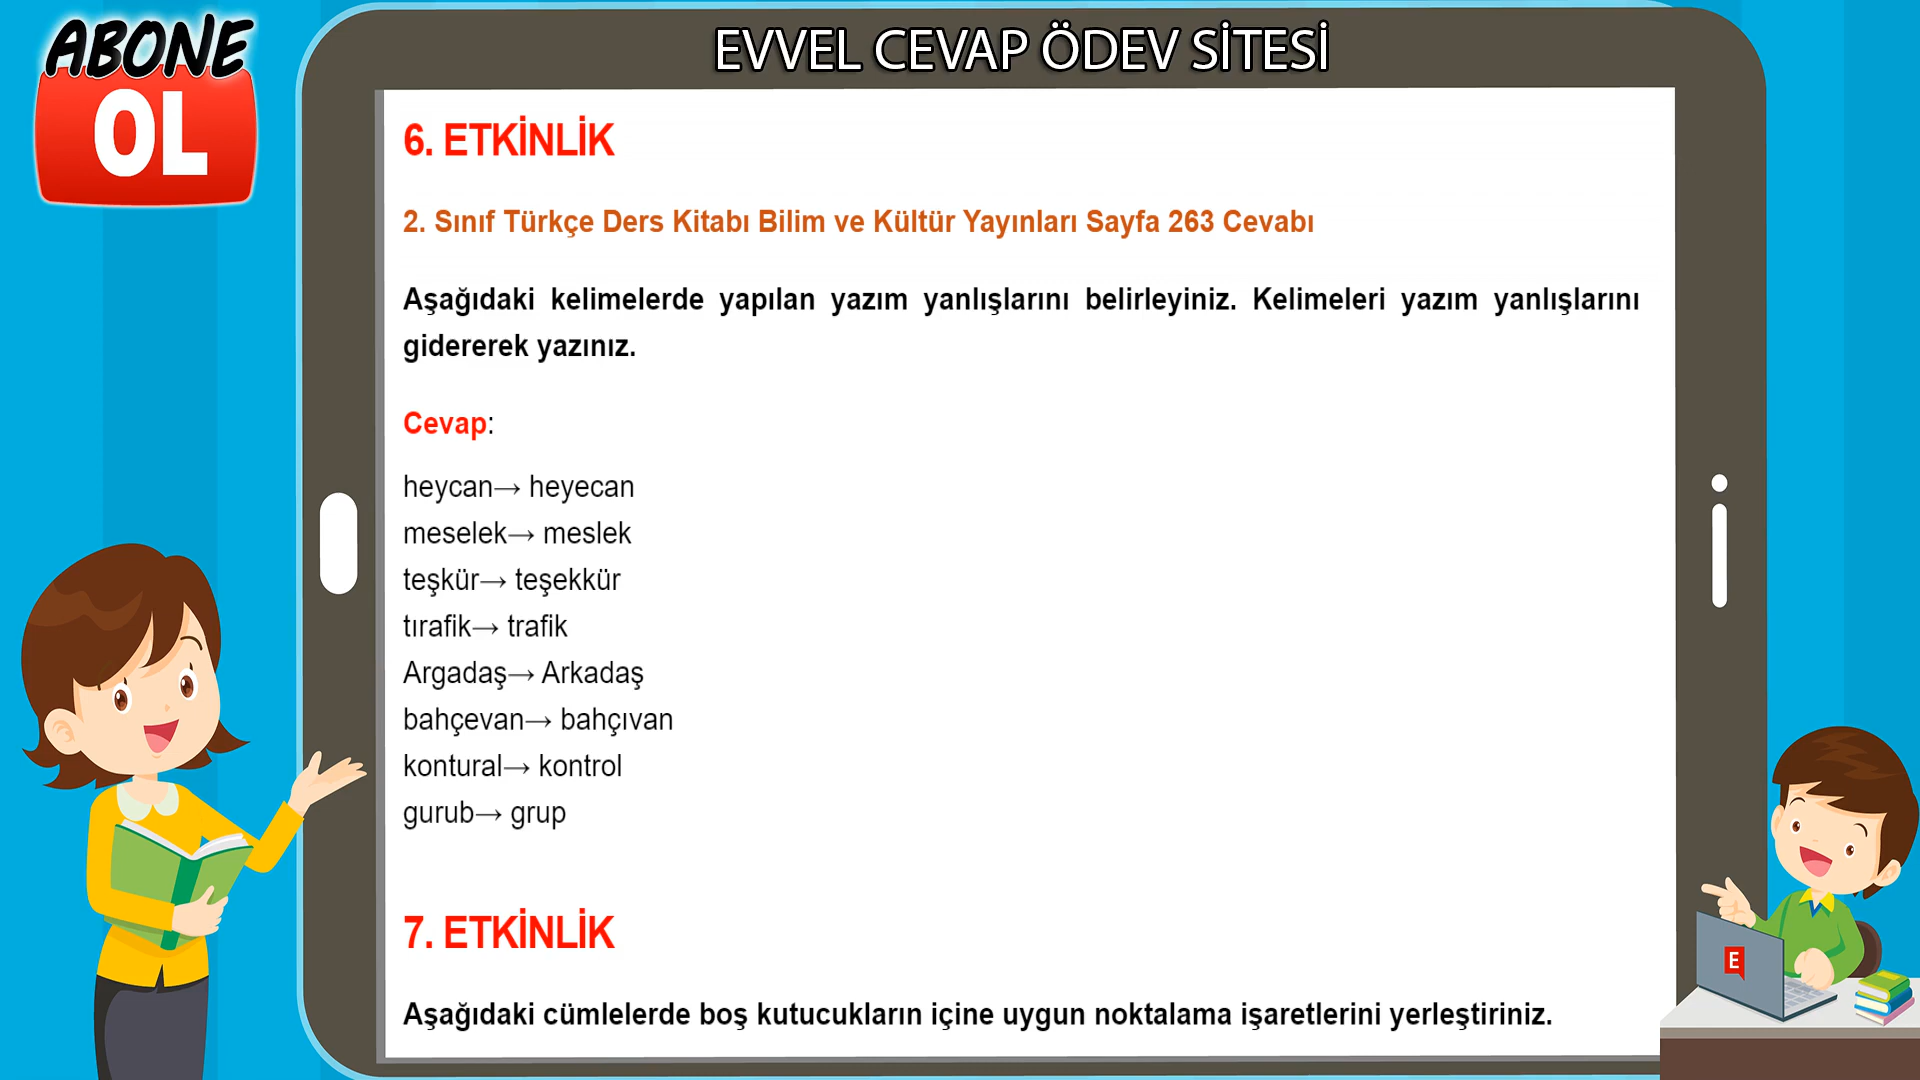 ABONE
OL
EVVEL CEVAP ÖDEV SİTESİ
6. ETKİNLİK
2. Sınıf Türkçe Ders Kitabı Bilim ve Kültür Yayınları Sayfa 263 Cevabı
Aşağıdaki kelimelerde yapılan yazım yanlışlarını belirleyiniz. Kelimeleri yazım yanlışlarını
gidererek yazınız.
Cevap:
heycan→ heyecan
meselek→ meslek
teşkür→ teşekkür
tırafik→ trafik
Argadaş→ Arkadaş
bahçevan→ bahçıvan
kontural→ kontrol
gurub→ grup
7. ETKİNLİK
Aşağıdaki cümlelerde boş kutucukların içine uygun noktalama işaretlerini yerleştiriniz.
E